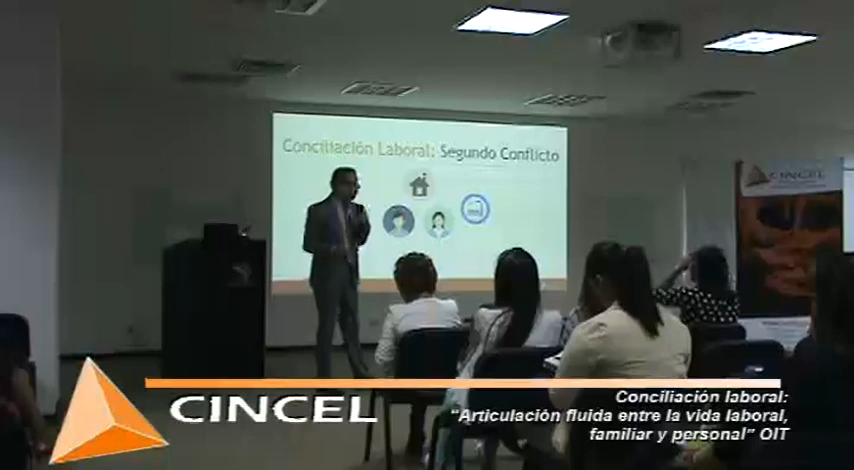 Conciliación Laboral: Segundo Conflicto
CINCEL
CINCEL
Conciliación laboral:
“Articulación fluida entre la vida laboral,
familiar y personal” OIT